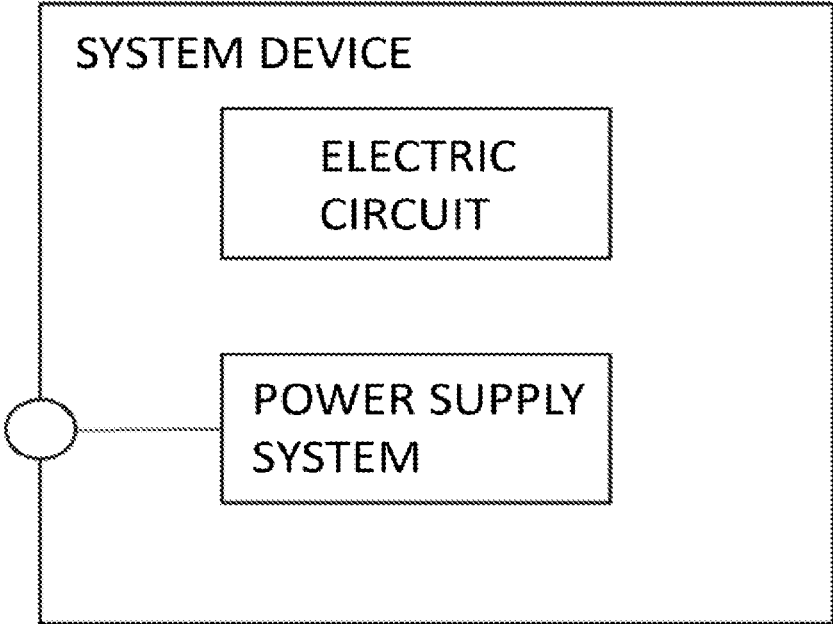 SYSTEM DEVICE
ELECTRIC
CIRCUIT
POWER SUPPLY
SYSTEM